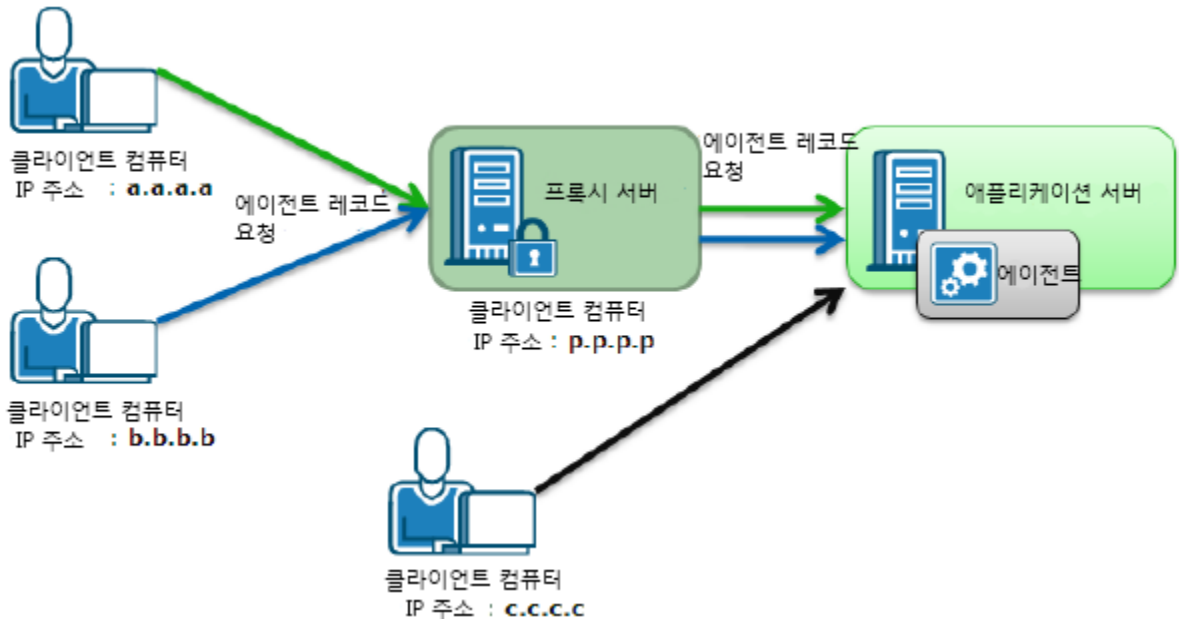 클라이언트 컴퓨터
IP 주소 : a.a.a.a
에이전트 레코드
요청
클라이언트 컴퓨터
IP 주소 : b.b.b.b
프록시 서버
클라이언트 컴퓨터
IP 주소 : p.p.p.p
에이전트 레코드
요청
애플리케이션 서버
에이전트
클라이언트 컴퓨터
IP 주소 : c.c.c.c